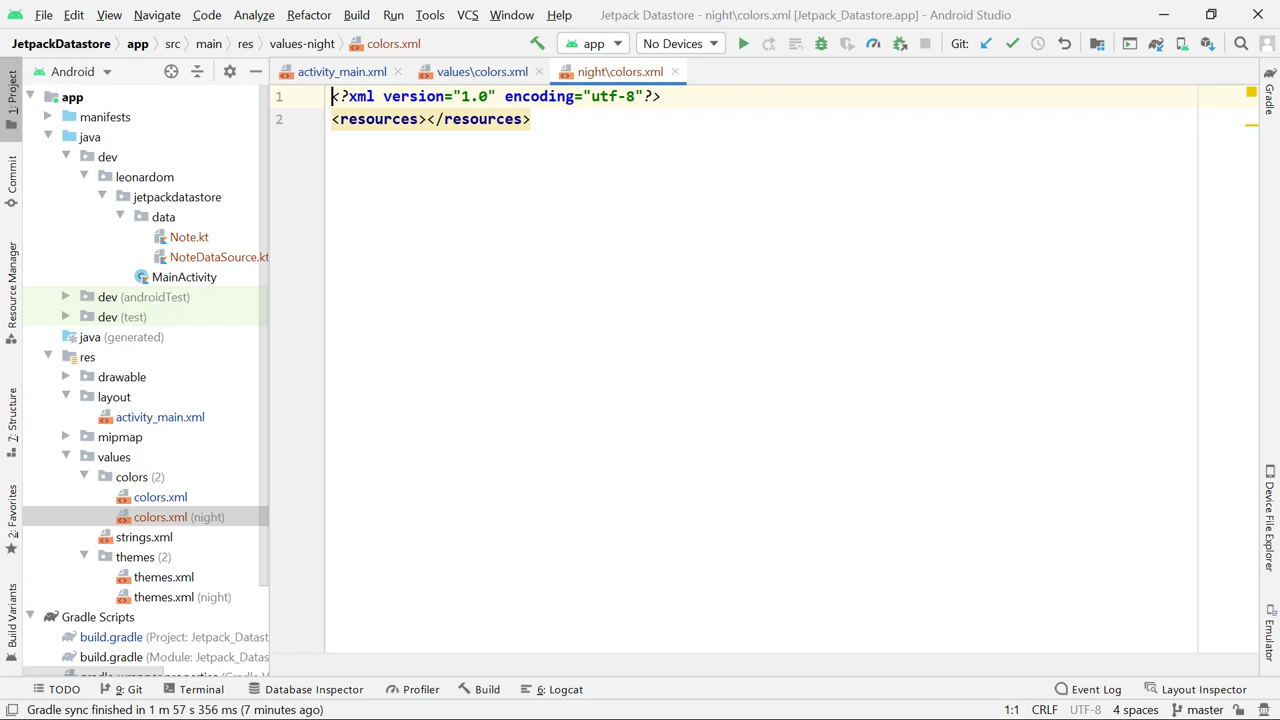 File Edit View Navigate Code Analyze Refactor Build Run Tools VCS Window Help Jetpack Datastore - night\colors.xml [Jetpack_Datastore.app] - Android Studio
JetpackDatastore app src main res values-night colors.xml app No Devices Git:
1: Project Android activity_main.xml values\colors.xml night\colors.xml Gradle
app 1 <?xml version="1.0" encoding="utf-8"?>
manifests 2 <resources></resources>
java
dev
Commit leonardom
jetpackdatastore
data
Note.kt
Resource Manager NoteDataSource.kt
MainActivity
dev (androidTest)
dev (test)
java (generated)
res
drawable
7: Structure layout
activity_main.xml
mipmap
values
colors (2)
2: Favorites colors.xml Device File Explorer
colors.xml (night)
strings.xml
themes (2)
themes.xml
Build Variants themes.xml (night)
Gradle Scripts Emulator
build.gradle (Project: Jetpack_Datast
build.gradle (Module: Jetpack_Datas
TODO 9: Git Terminal Database Inspector Profiler Build 6: Logcat Event Log Layout Inspector
Gradle sync finished in 1 m 57 s 356 ms (7 minutes ago) 1:1 CRLF UTF-8 4 spaces master